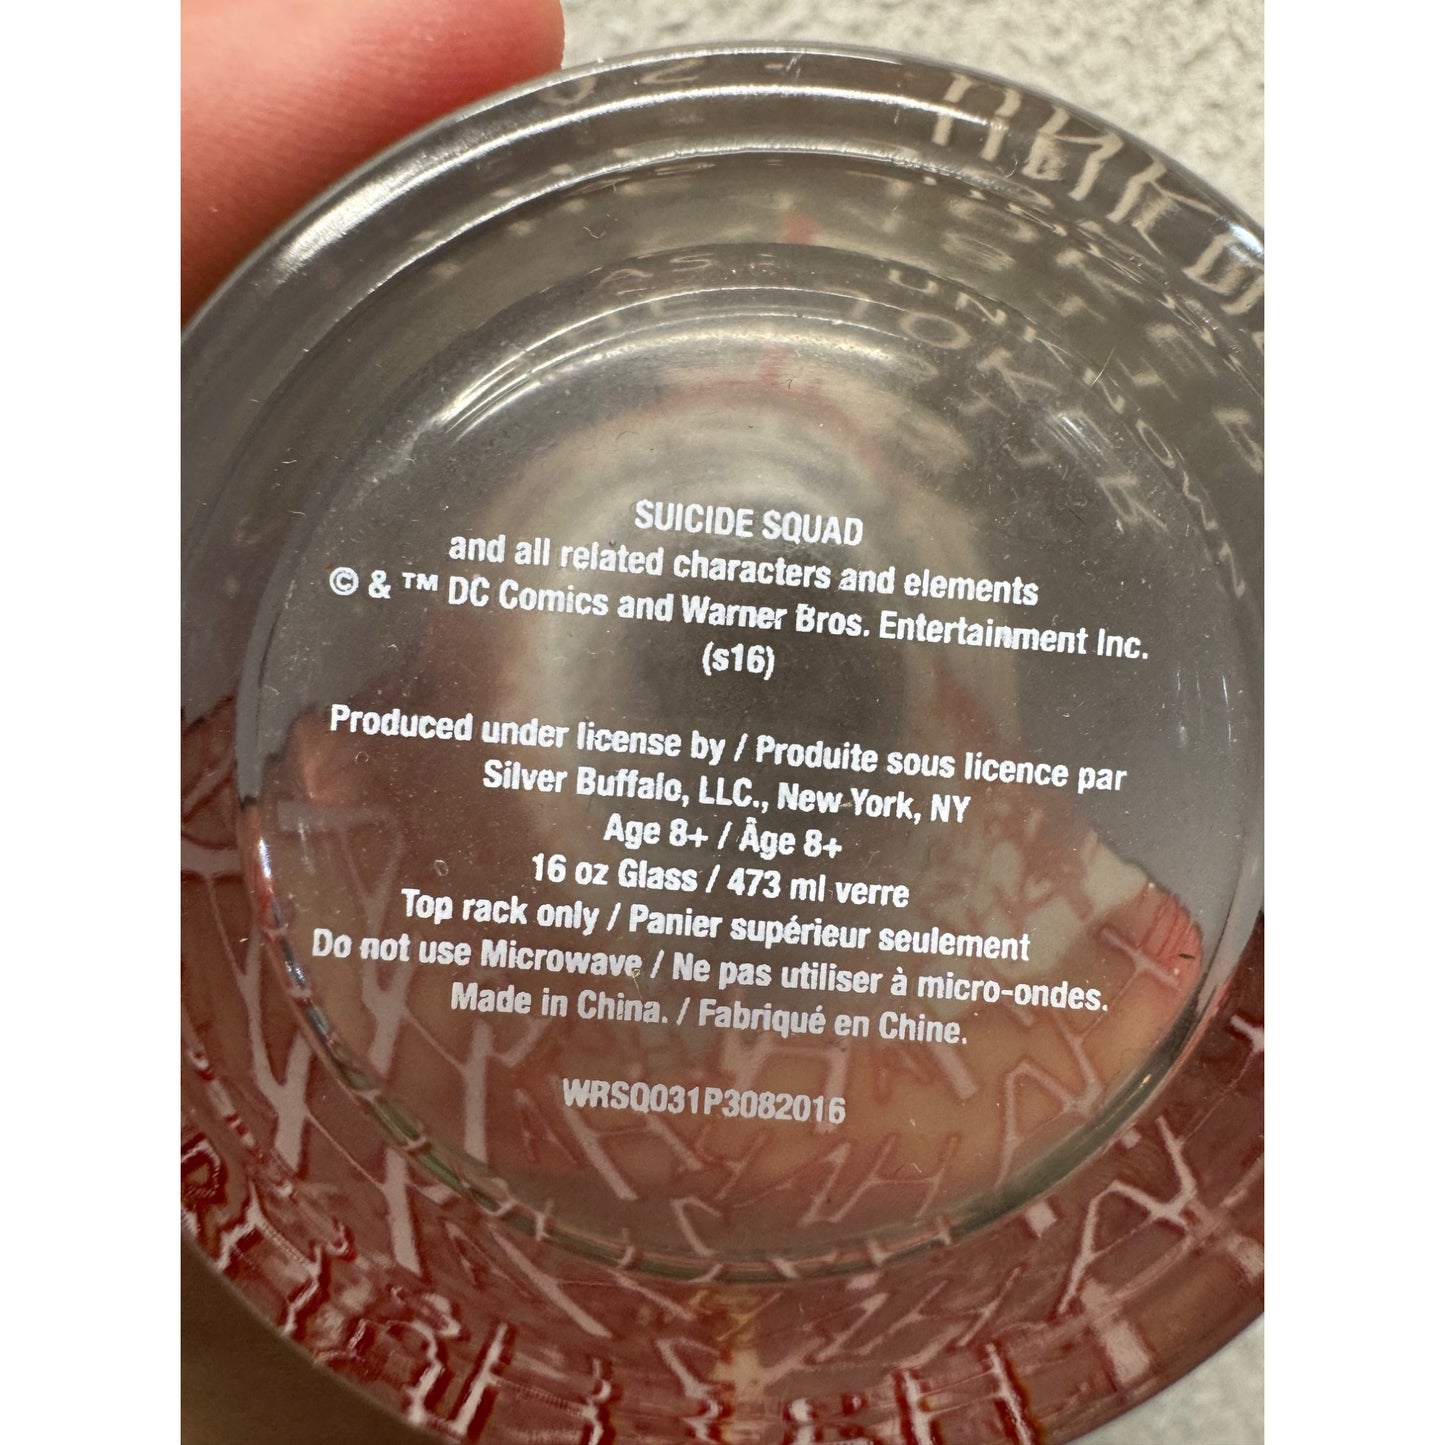 SUICIDE SQUAD
and all related characters and elements
© & ™ DC Comics and Warner Bros. Entertainment Inc.
(s16)
Produced under license by / Produite sous licence par
Silver Buffalo, LLC., New York, NY
Age 8+ / Âge 8+
16 oz Glass / 473 ml verre
Top rack only / Panier supérieur seulement
Do not use Microwave / Ne pas utiliser à micro-ondes.
Made in China. / Fabriqué en Chine.
WRSQ031P3082016